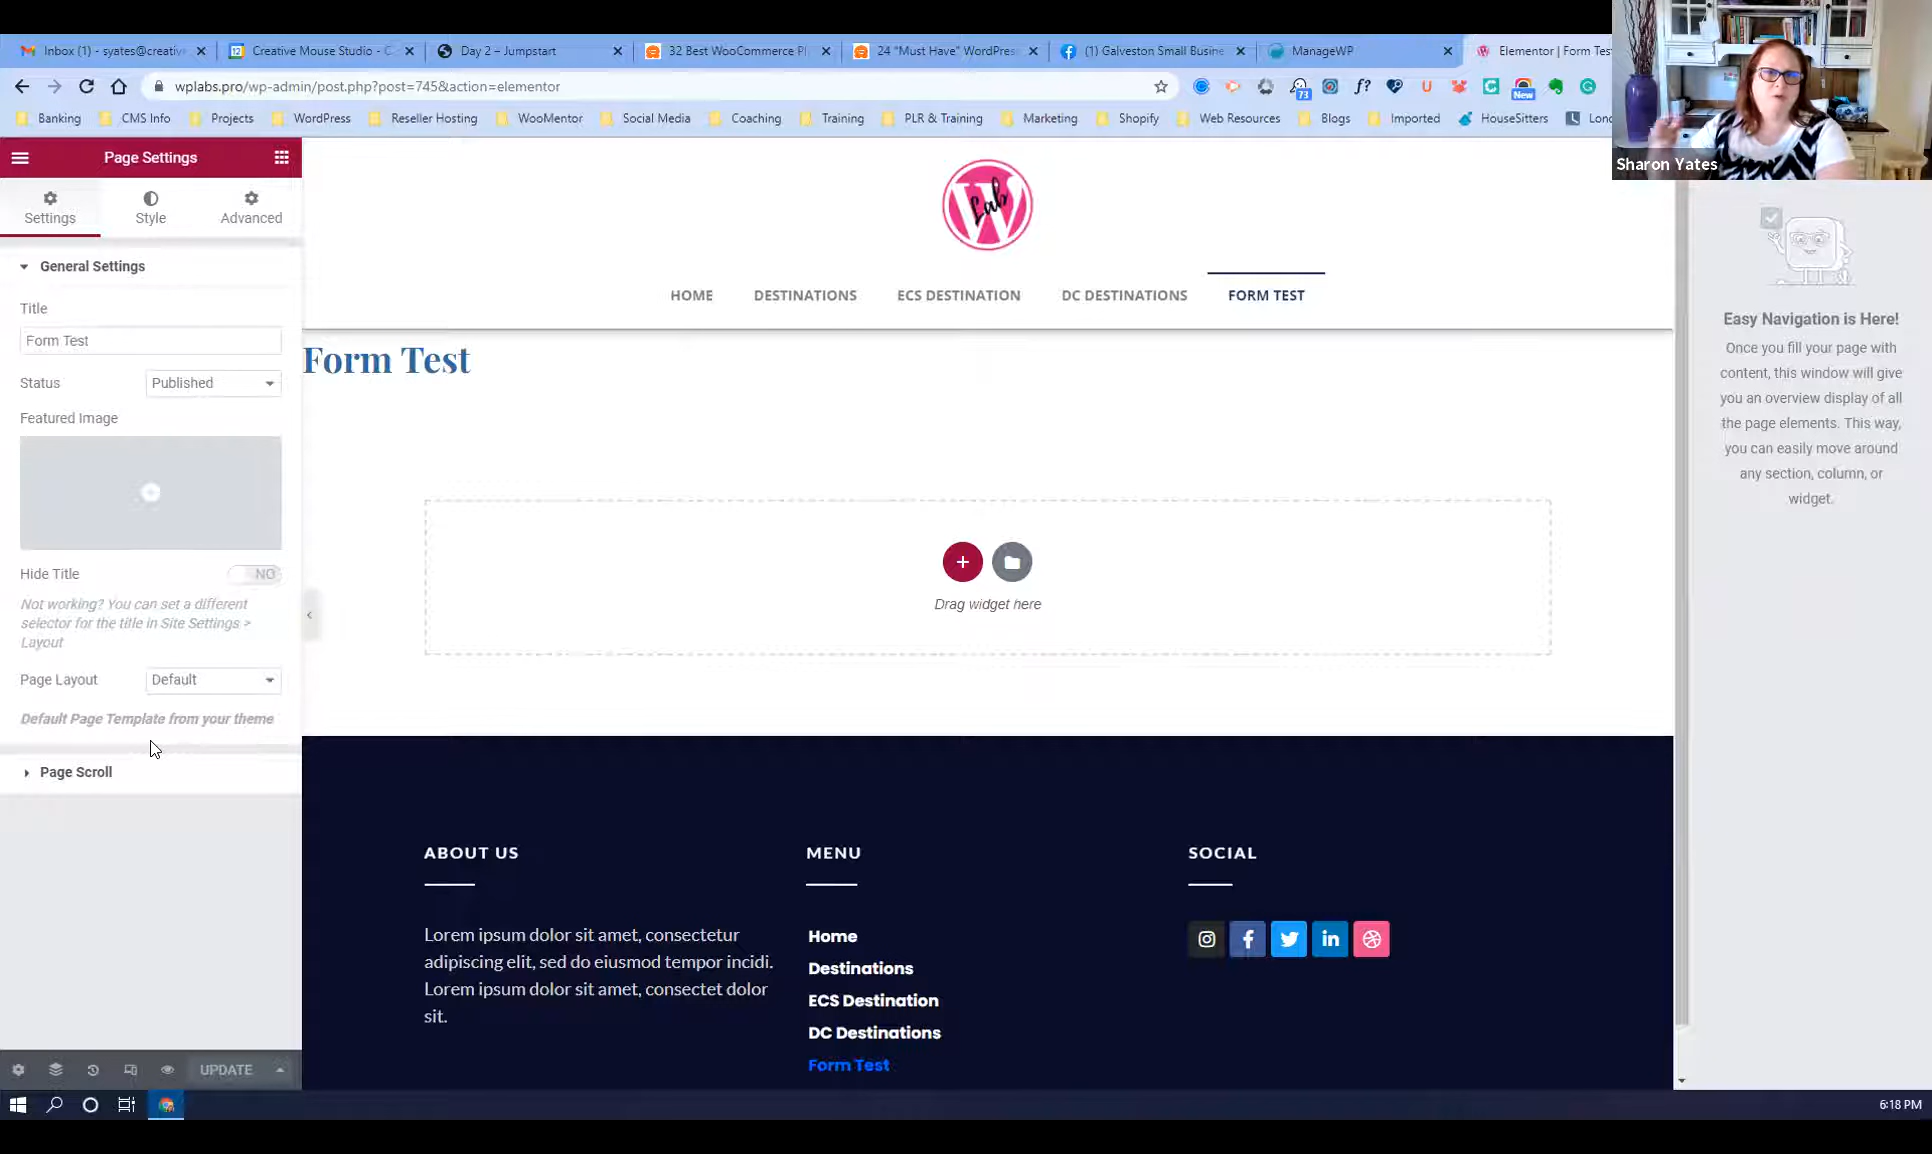 Inbox (1) - syates@creativ
Creative Mouse Studio - C
Day 2 – Jumpstart
32 Best WooCommerce Pl
24 "Must Have" WordPress
(1) Galveston Small Busine
ManageWP
Elementor | Form Tes
wplabs.pro/wp-admin/post.php?post=745&action=elementor
73
f?
New
Banking
CMS Info
Projects
WordPress
Reseller Hosting
WooMentor
Social Media
Coaching
Training
PLR & Training
Marketing
Shopify
Web Resources
Blogs
Imported
HouseSitters
Lond
Sharon Yates
Page Settings
Settings
Style
Advanced
General Settings
Title
Form Test
Status
Published
Featured Image
Hide Title
NO
Not working? You can set a different
selector for the title in Site Settings >
Layout
Page Layout
Default
Default Page Template from your theme
Page Scroll
UPDATE
Lab
HOME
DESTINATIONS
ECS DESTINATION
DC DESTINATIONS
FORM TEST
Form Test
Drag widget here
Easy Navigation is Here!
Once you fill your page with
content, this window will give
you an overview display of all
the page elements. This way,
you can easily move around
any section, column, or
widget.
ABOUT US
Lorem ipsum dolor sit amet, consectetur
adipiscing elit, sed do eiusmod tempor incidi.
Lorem ipsum dolor sit amet, consectet dolor
sit.
MENU
Home
Destinations
ECS Destination
DC Destinations
Form Test
SOCIAL
6:18 PM